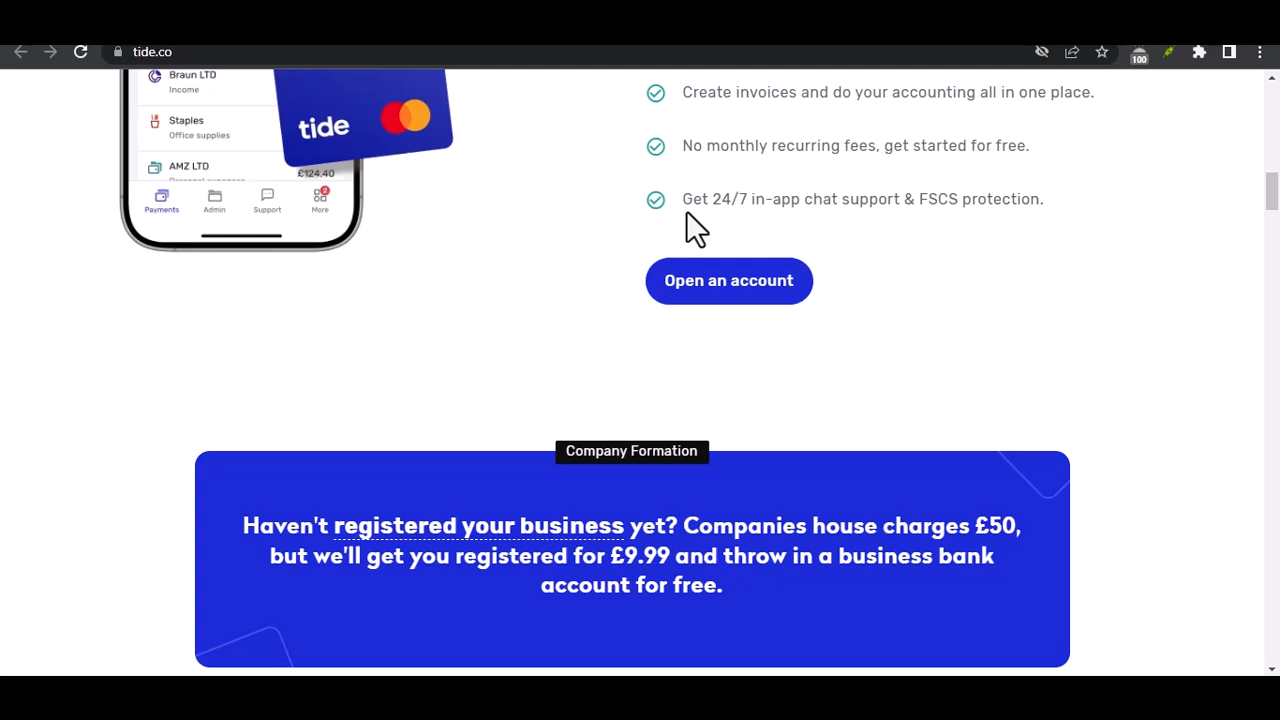 tide.co
100
Braun LTD
Income
Staples
Office supplies
AMZ LTD
£124.40
Payments
Admin
Support
2
More
tide
Create invoices and do your accounting all in one place.
No monthly recurring fees, get started for free.
Get 24/7 in-app chat support & FSCS protection.
Open an account
Company Formation
Haven't registered your business yet? Companies house charges £50,
but we'll get you registered for £9.99 and throw in a business bank
account for free.